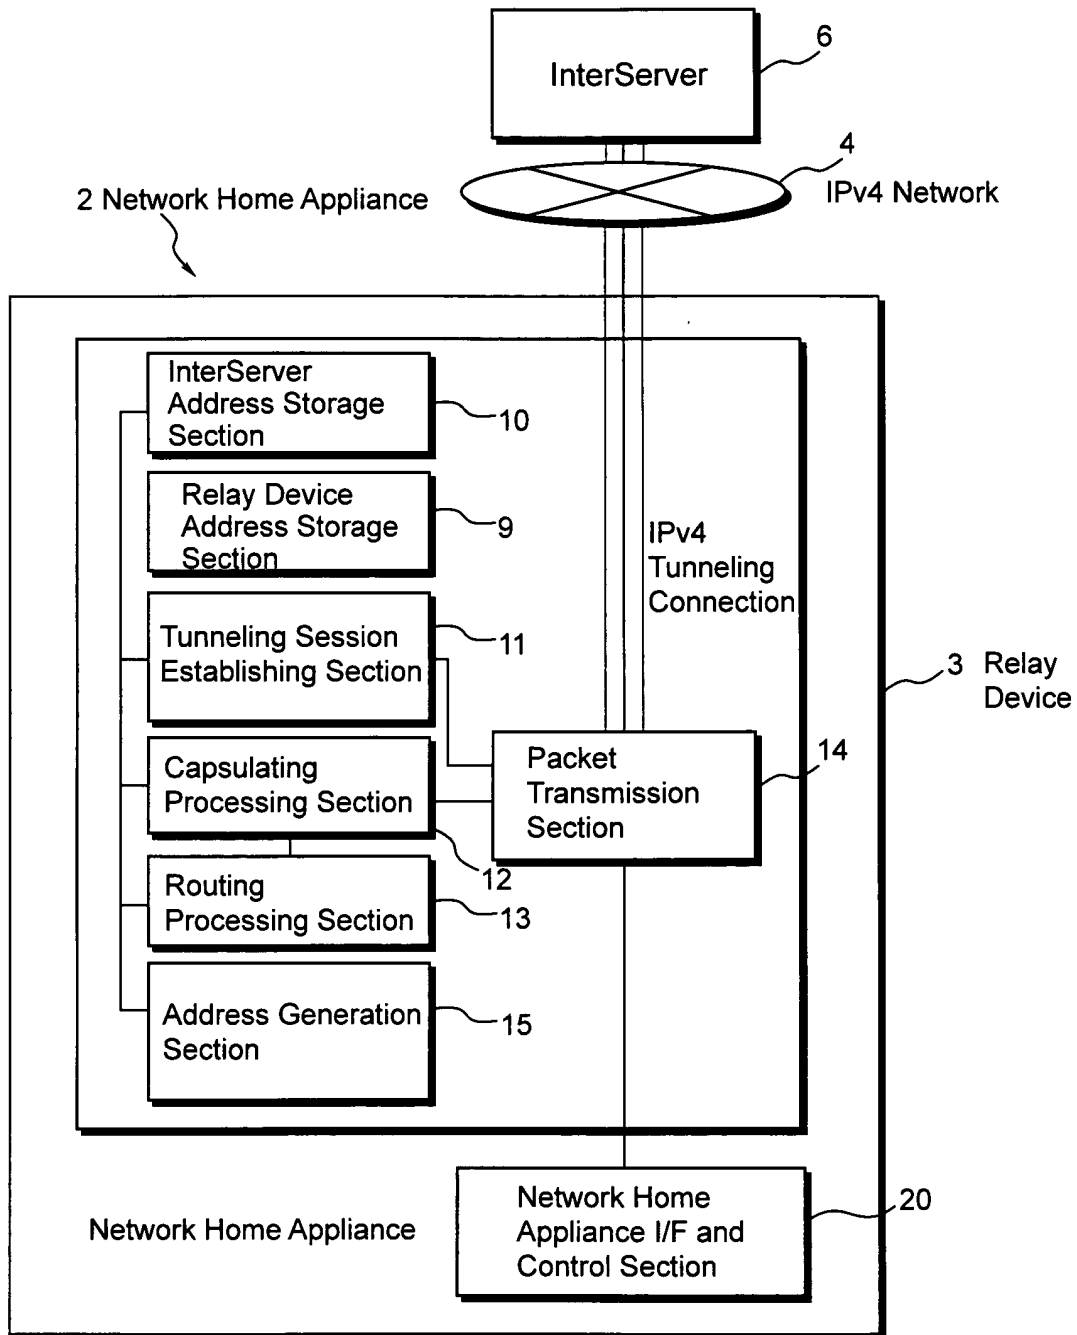 InterServer
6
4
IPv4 Network
2 Network Home Appliance
InterServer
Address Storage
Section
10
Relay Device
Address Storage
Section
9
IPv4
Tunneling
Connection
Tunneling Session
Establishing Section
11
3 Relay
Device
Capsulating
Processing Section
12
Packet
Transmission
Section
14
Routing
Processing Section
13
Address Generation
Section
15
Network Home Appliance
Network Home
Appliance I/F and
Control Section
20